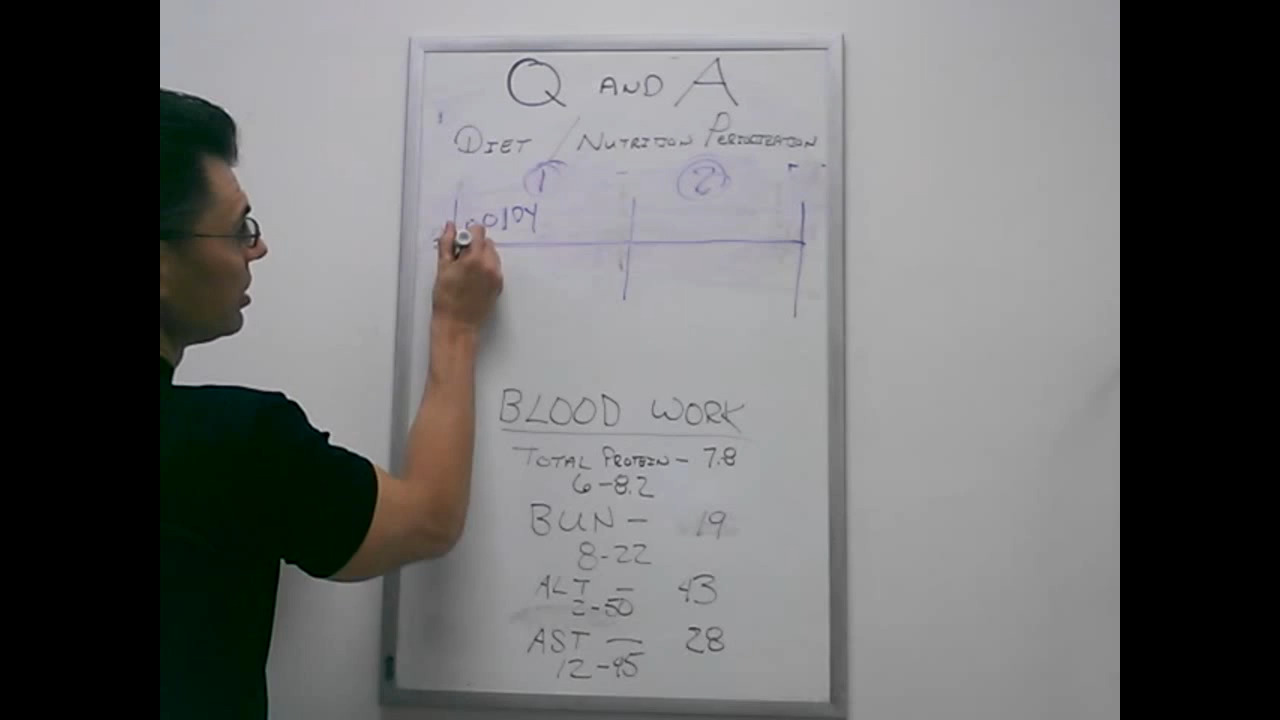 Q AND A
DIET / NUTRITION PERIODIZATION
1 2
BLOOD WORK
TOTAL PROTEIN - 7.8
6-8.2
BUN - 19
8-22
ALT - 43
2-50
AST - 28
12-45